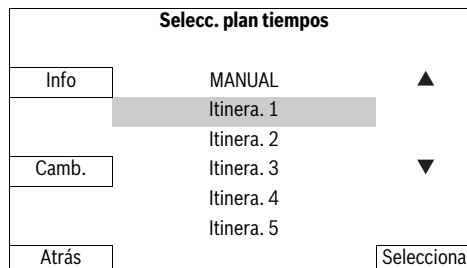 Selecc. plan tiempos
Info MANUAL ▲
Itinera. 1
Itinera. 2
Camb. Itinera. 3 ▼
Itinera. 4
Itinera. 5
Atrás Selecciona